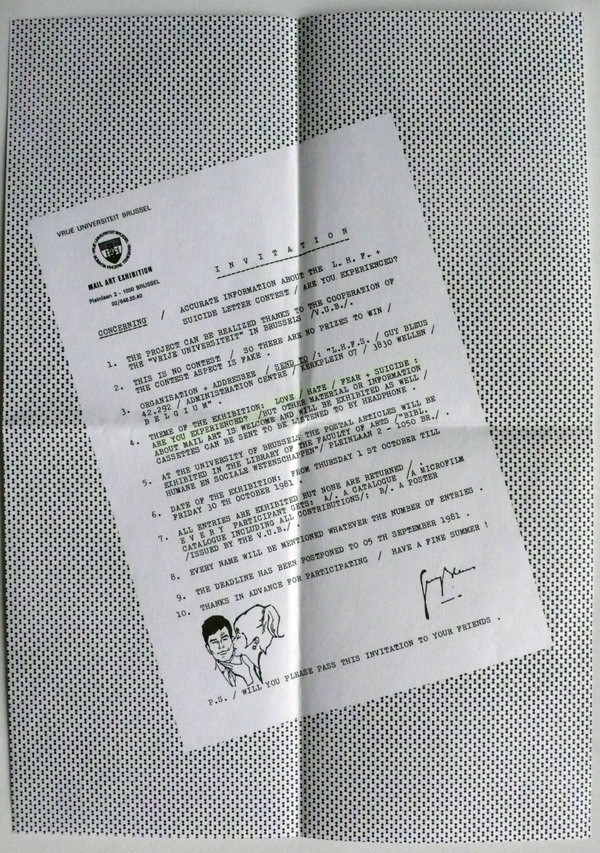 VRIJE UNIVERSITEIT BRUSSEL
MAIL ART EXHIBITION
Pleinlaan 2 - 1050 BRUSSEL
02/648.55.40
I N V I T A T I O N
CONCERNING / ACCURATE INFORMATION ABOUT THE L. H. F. +
SUICIDE LETTER CONTEST / ARE YOU EXPERIENCED?
1. THE PROJECT CAN BE REALIZED THANKS TO THE COOPERATION OF
THE "VRIJE UNIVERSITEIT" IN BRUSSELS /V.U.B./.
2. THIS IS NO CONTEST / SO THERE ARE NO PRIZES TO WIN /
THE CONTEST ASPECT IS FAKE .
3. ORGANISATION + ADDRESSER / SEND TO /: "L.H.F.S. / GUY BLEUS
42.292 / ADMINISTRATION CENTRE / KERKPLEIN 07 / 3830 WELLEN /
B E L G I U M" .
4. THEME OF THE EXHIBITION: LOVE / HATE / FEAR + SUICIDE :
ARE YOU EXPERIENCED? /BUT OTHER MATERIAL OR INFORMATION
ABOUT MAIL ART IS WELCOME AND WILL BE EXHIBITED AS WELL /
CASSETTES CAN BE SENT TO BE LISTENED TO BY HEADPHONE .
5. AT THE UNIVERSITY OF BRUSSELS THE POSTAL ARTICLES WILL BE
EXHIBITED IN THE LIBRARY OF THE FACULTY OF ARTS /"BIBL.
HUMANE EN SOCIALE WETENSCHAPPEN"/ PLEINLAAN 2 - 1050 BR./ .
6. DATE OF THE EXHIBITION: FROM THURSDAY 1 ST OCTOBER TILL
FRIDAY 30 TH OCTOBER 1981 .
7. ALL ENTRIES ARE EXHIBITED BUT NONE ARE RETURNED /
E V E R Y PARTICIPANT GETS: A/. A CATALOGUE /A MICROFILM
CATALOGUE INCLUDING ALL CONTRIBUTIONS/; B/. A POSTER
/ISSUED BY THE V.U.B./ .
8. EVERY NAME WILL BE MENTIONED WHATEVER THE NUMBER OF ENTRIES .
9. THE DEADLINE HAS BEEN POSTPONED TO 05 TH SEPTEMBER 1981 .
10. THANKS IN ADVANCE FOR PARTICIPATING / HAVE A FINE SUMMER !
P.S. / WILL YOU PLEASE PASS THIS INVITATION TO YOUR FRIENDS .